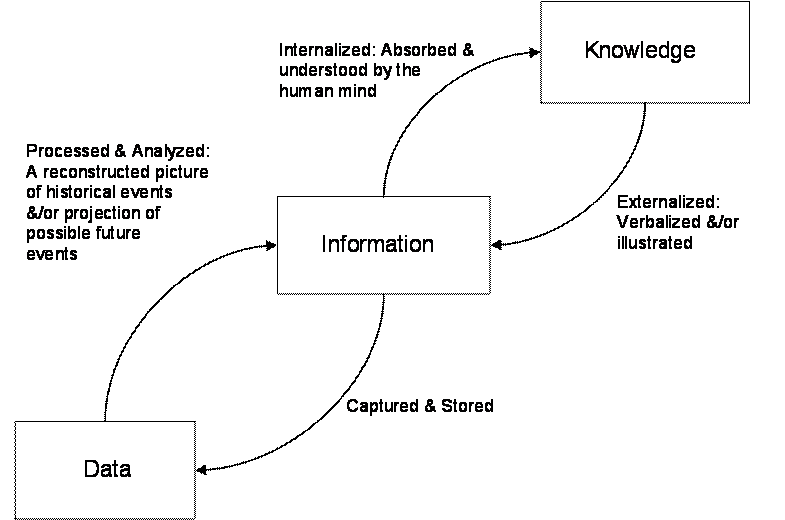 Internalized: Absorbed &
understood by the
human mind
Knowledge
Processed & Analyzed:
A reconstructed picture
of historical events
&/or projection of
possible future
events
Externalized:
Verbalized &/or
illustrated
Information
Captured & Stored
Data